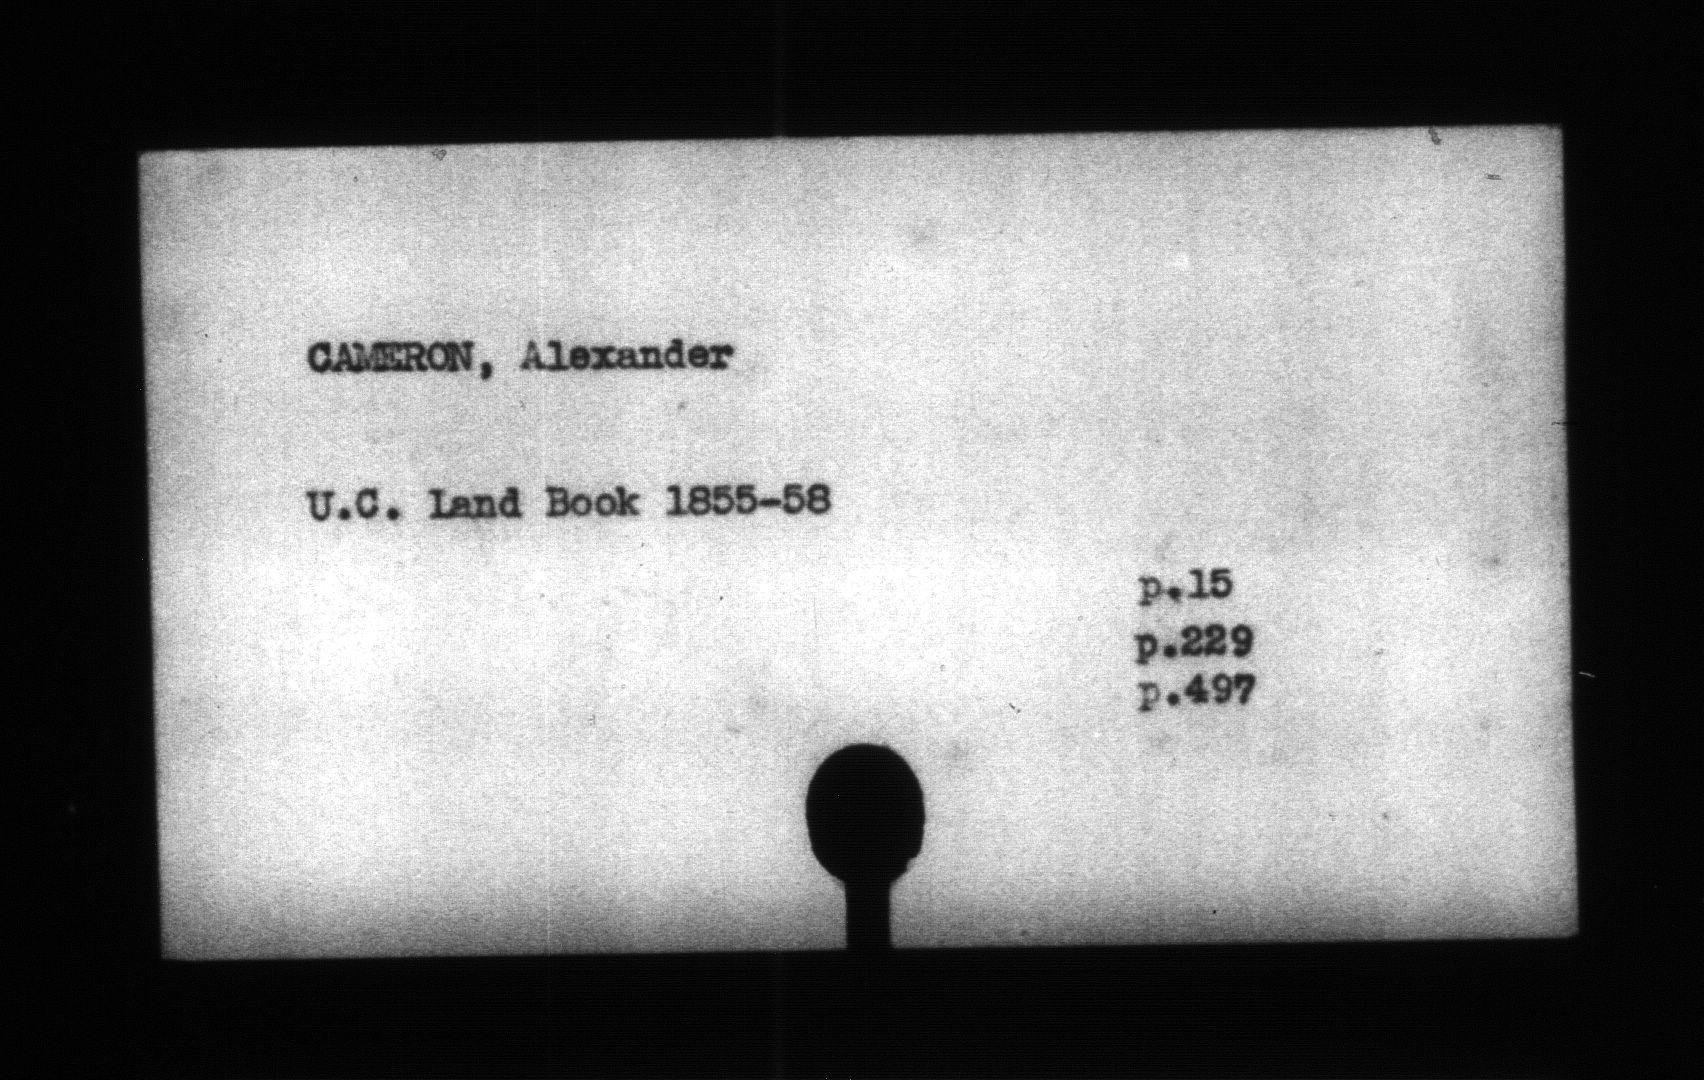 CAMERON, Alexander
U.C. Land Book 1855-58
p.15
p.229
p.497